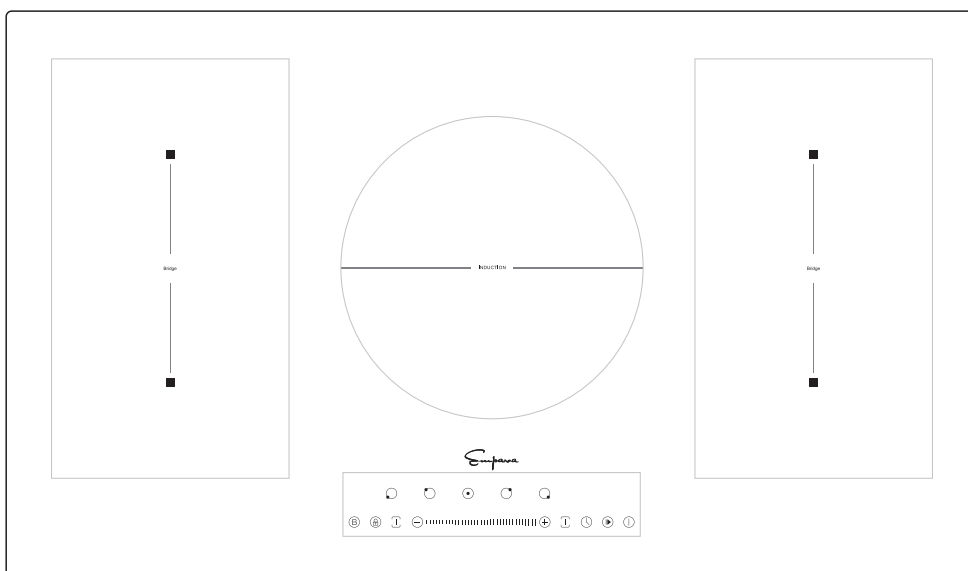 Bridge
INDUCTION
Bridge
Empava
B